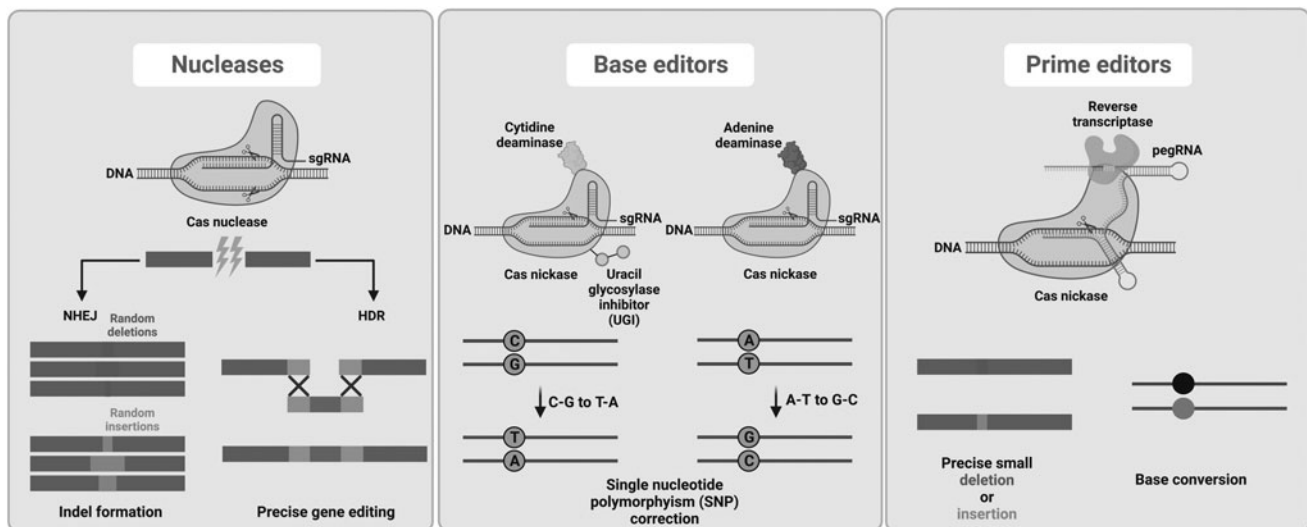 Nucleases
sgRNA
DNA
Cas nuclease
NHEJ
HDR
Random
deletions
Random
insertions
Indel formation
Precise gene editing
Base editors
Cytidine
deaminase
sgRNA
DNA
Cas nickase
Uracil
glycosylase
inhibitor
(UGI)
C
G
C-G to T-A
T
A
Adenine
deaminase
sgRNA
DNA
Cas nickase
A
T
A-T to G-C
G
C
Single nucleotide
polymorphyism (SNP)
correction
Prime editors
Reverse
transcriptase
pegRNA
DNA
Cas nickase
Precise small
deletion
or
insertion
Base conversion